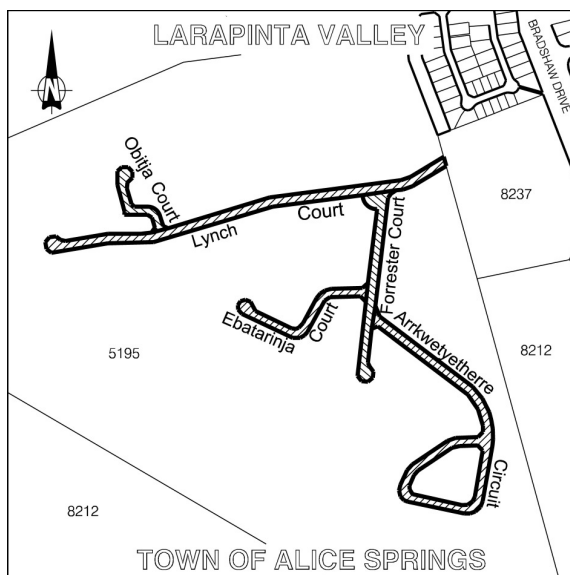 LARAPINTA VALLEY
BRADSHAW DRIVE
N
Obitja Court
8237
Lynch Court
Forrester Court
Ebatarinja Court
Arrkwetyetherre Circuit
5195
8212
8212
TOWN OF ALICE SPRINGS